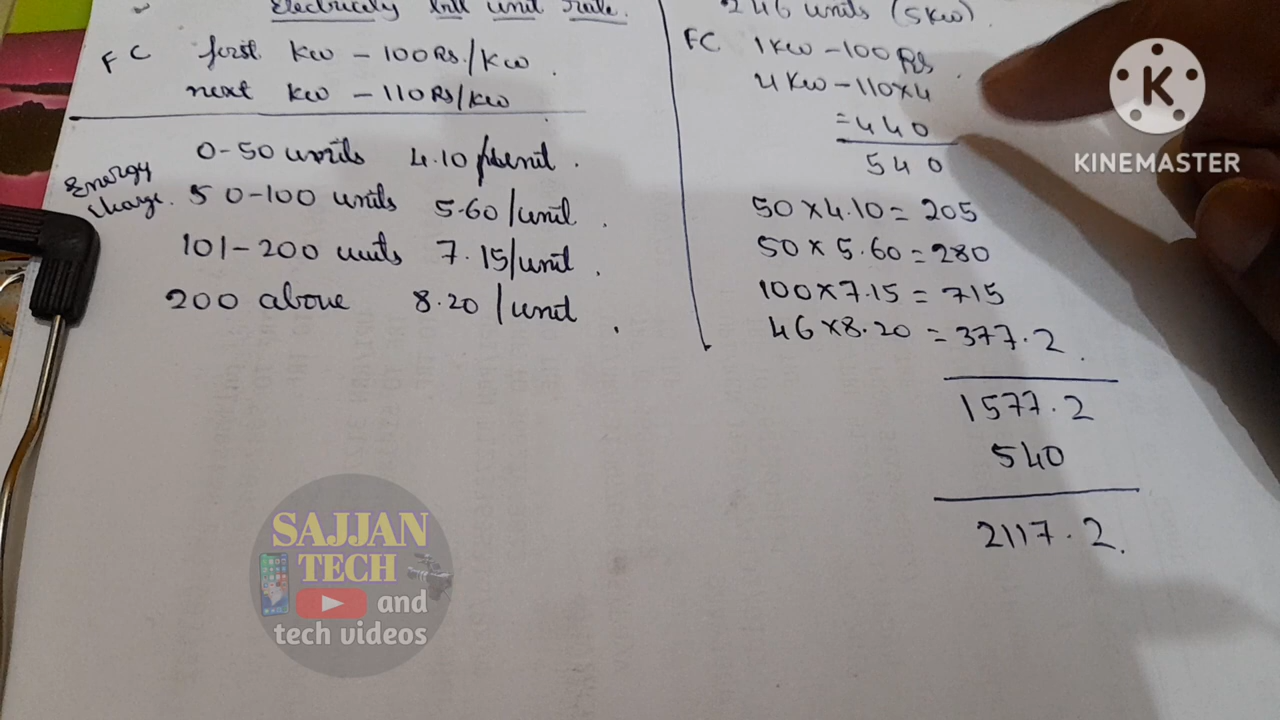 Electricity bill unit rate.
FC first kw - 100Rs./kw.
next kw - 110Rs/kw
Energy charge.
0-50 units 4.10 /unit.
50-100 units 5.60/unit.
101-200 units 7.15/unit.
200 above 8.20/unit.
246 units (5kw).
FC 1kw - 100Rs.
4kw - 110x4
=440
540
50x4.10=205
50x5.60=280
100x7.15=715
46x8.20=377.2.
1577.2
540
2117.2.
K
KINEMASTER
SAJJAN
TECH
and
tech videos